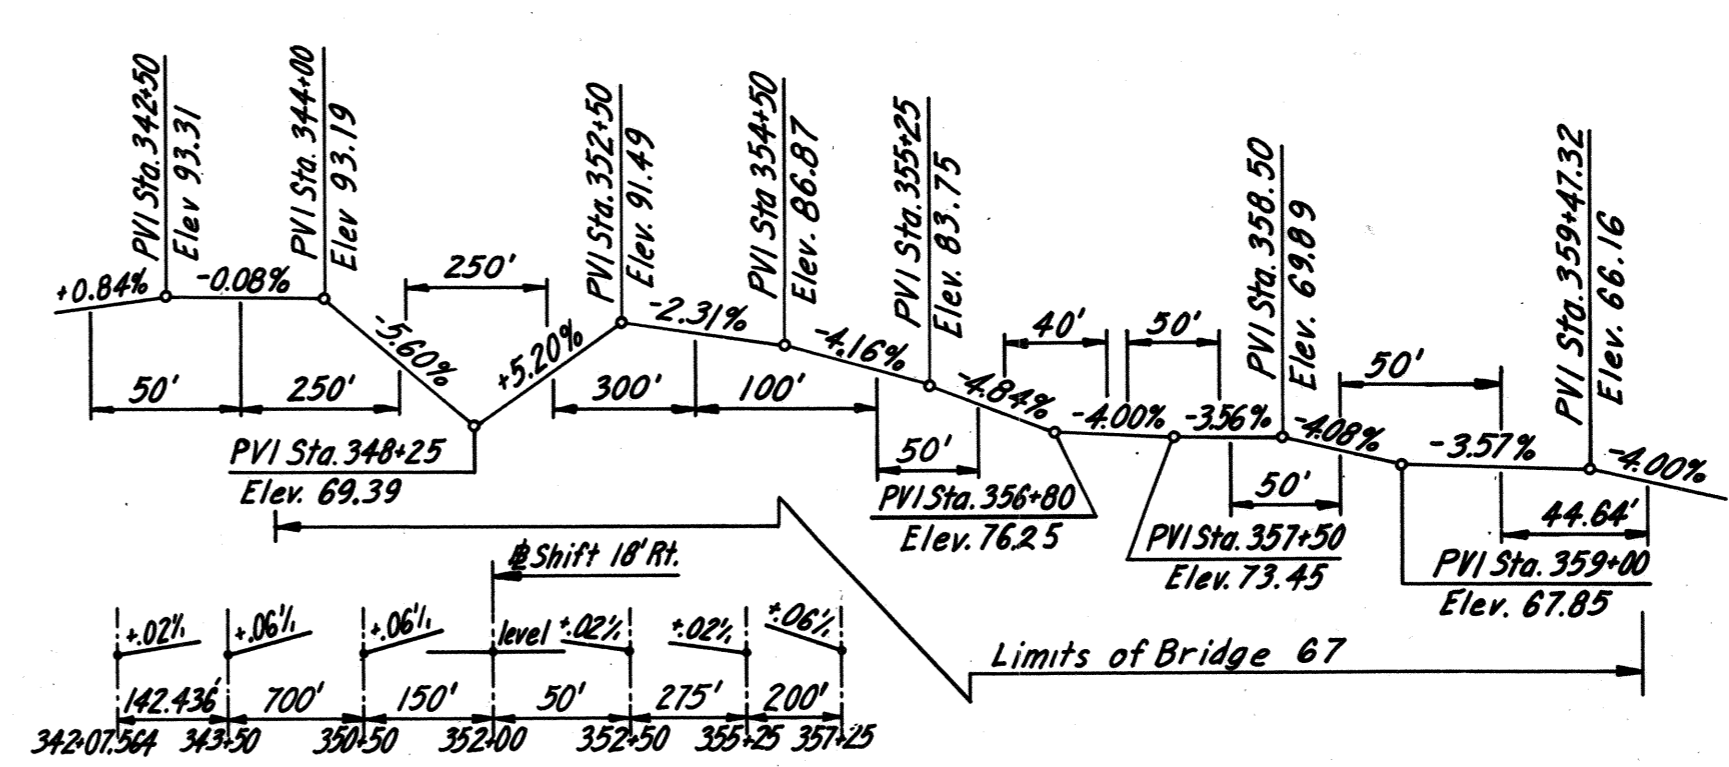 PVI Sta. 342+50
Elev 93.31
PVI Sta. 344+00
Elev 93.19
PVI Sta. 352+50
Elev. 91.49
PVI Sta 354+50
Elev. 86.87
PVI Sta. 355+25
Elev. 83.75
PVI Sta. 358.50
Elev. 69.89
PVI Sta. 359+47.32
Elev. 66.16
+0.84%
-0.08%
250'
-5.60%
+5.20%
-2.31%
-4.16%
40'
50'
-4.84%
-4.00%
-3.56%
-4.08%
50'
-3.57%
-4.00%
50'
250'
300'
100'
50'
50'
44.64'
PVI Sta. 348+25
Elev. 69.39
PVI Sta. 356+80
Elev. 76.25
PVI Sta. 357+50
Elev. 73.45
PVI Sta. 359+00
Elev. 67.85
Shift 18' Rt.
+.02'/,
+.06'/,
+.06'/,
level
+.02'/,
+.02'/,
+.06'/,
Limits of Bridge 67
142.436'
700'
150'
50'
275'
200'
342+07.564
343+50
350+50
352+00
352+50
355+25
357+25